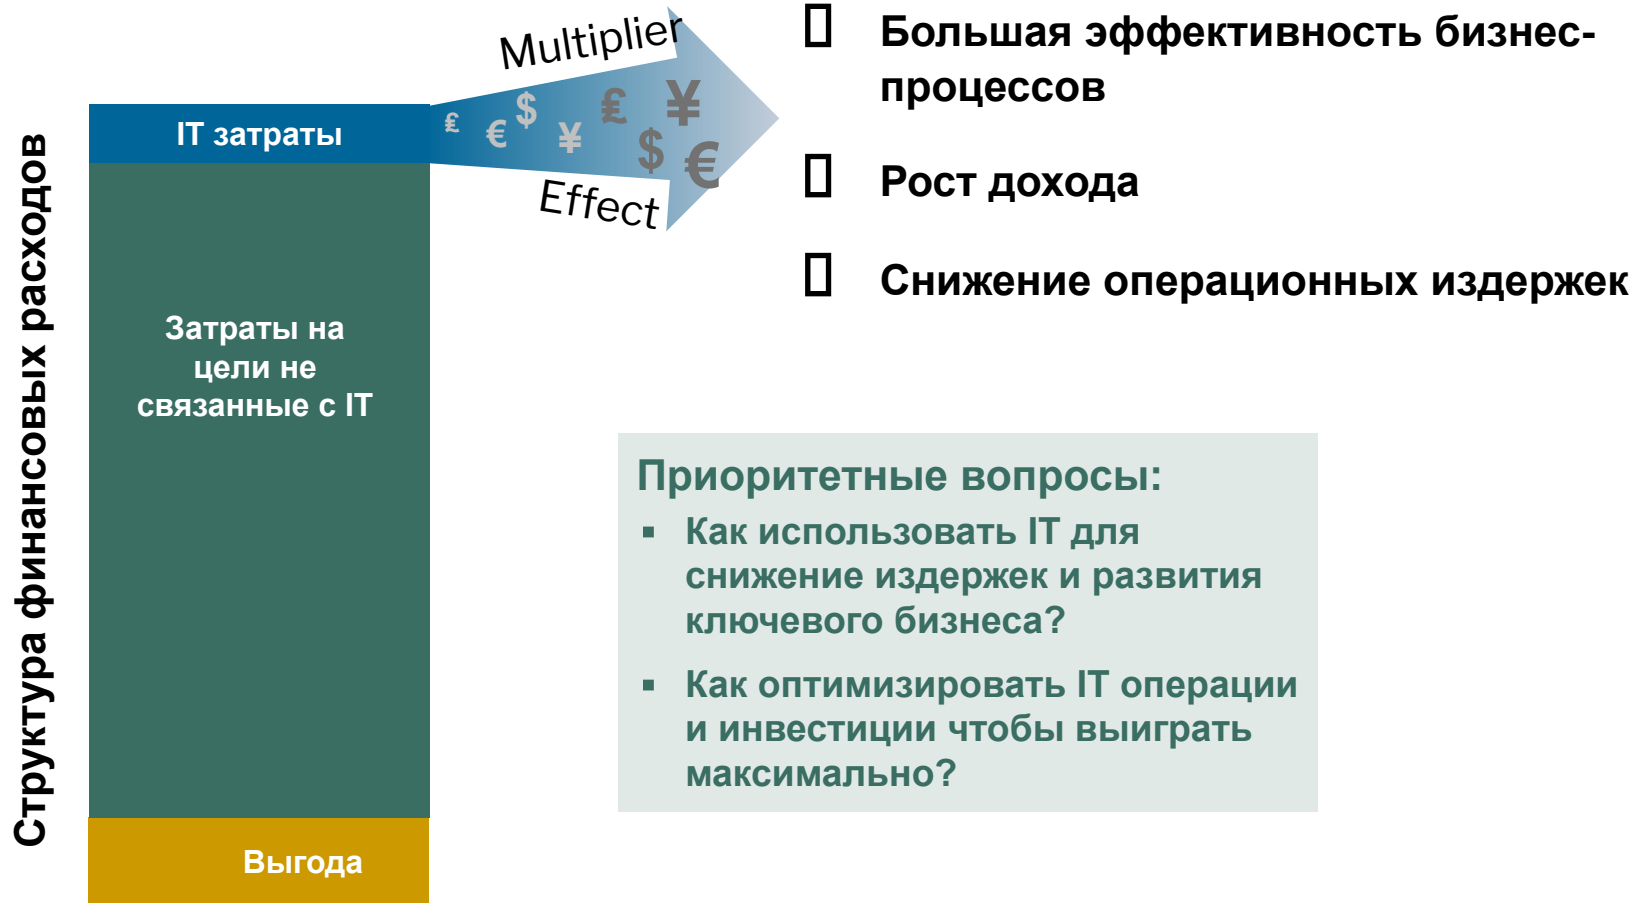 Структура финансовых расходов
IT затраты
Затраты на
цели не
связанные с IT
Выгода
Multiplier
£ € $ ¥ £ $ ¥ €
Effect
Большая эффективность бизнес-
процессов
Рост дохода
Снижение операционных издержек
Приоритетные вопросы:
▪ Как использовать IT для
снижение издержек и развития
ключевого бизнеса?
▪ Как оптимизировать IT операции
и инвестиции чтобы выиграть
максимально?